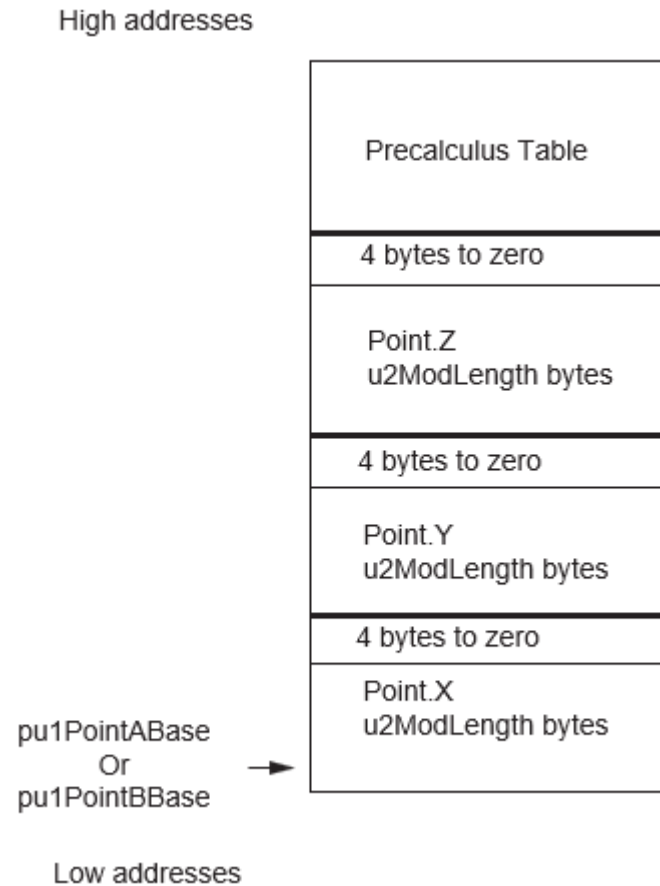 High addresses
Precalculus Table
4 bytes to zero
Point.Z
u2ModLength bytes
4 bytes to zero
Point.Y
u2ModLength bytes
4 bytes to zero
Point.X
u2ModLength bytes
pu1PointABase
Or
pu1PointBBase
Low addresses